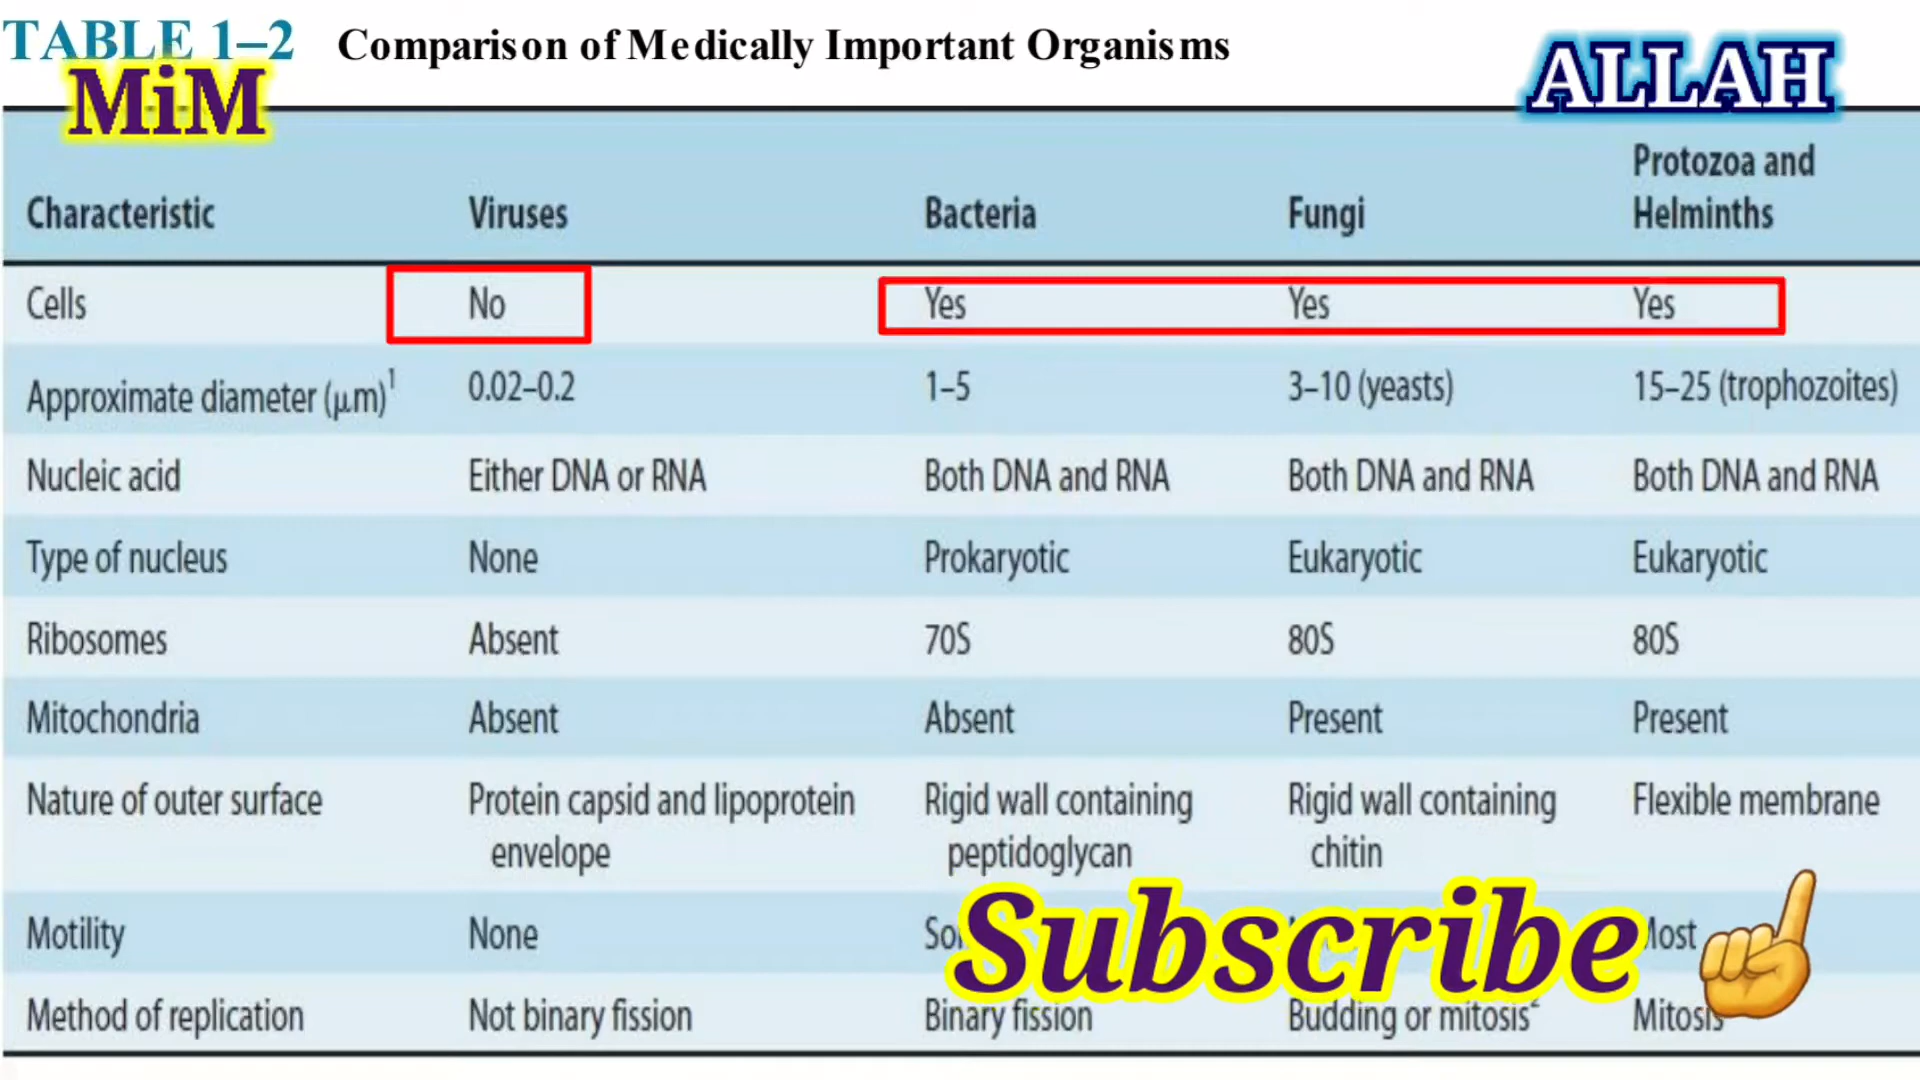 TABLE 1–2 Comparison of Medically Important Organisms
MiM
ALLAH
Characteristic Viruses Bacteria Fungi Protozoa and Helminths
Cells No Yes Yes Yes
Approximate diameter (μm)¹ 0.02–0.2 1–5 3–10 (yeasts) 15–25 (trophozoites)
Nucleic acid Either DNA or RNA Both DNA and RNA Both DNA and RNA Both DNA and RNA
Type of nucleus None Prokaryotic Eukaryotic Eukaryotic
Ribosomes Absent 70S 80S 80S
Mitochondria Absent Absent Present Present
Nature of outer surface Protein capsid and lipoprotein Rigid wall containing Rigid wall containing Flexible membrane
envelope peptidoglycan chitin
Motility None Most
Subscribe
Method of replication Not binary fission Binary fission Budding or mitosis² Mitosis